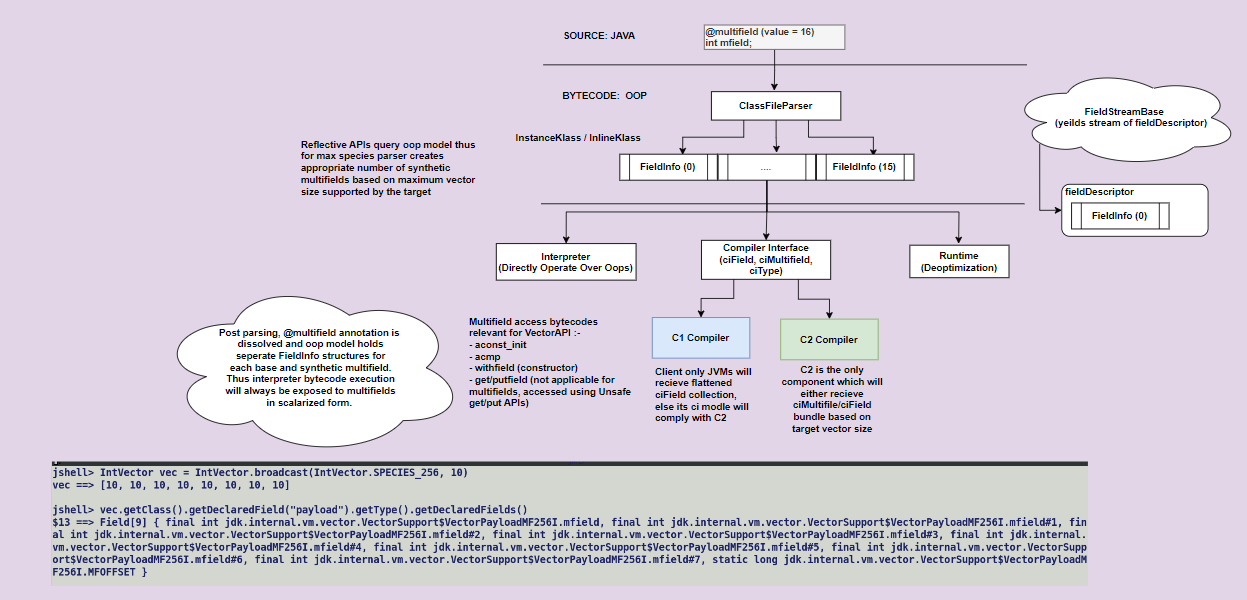 SOURCE: JAVA
@multifield (value = 16)
int mfield;
BYTECODE: OOP
ClassFileParser
FieldStreamBase
(yeilds stream of fieldDescriptor)
InstanceKlass / InlineKlass
Reflective APIs query oop model thus
for max species parser creates
appropriate number of synthetic
multifields based on maximum vector
size supported by the target
FieldInfo (0)
....
FileldInfo (15)
fieldDescriptor
FieldInfo (0)
Interpreter
(Directly Operate Over Oops)
Compiler Interface
(ciField, ciMultifield,
ciType)
Runtime
(Deoptimization)
Post parsing, @multifield annotation is
dissolved and oop model holds
seperate FieldInfo structures for
each base and synthetic multifield.
Thus interpreter bytecode execution
will always be exposed to multifields
in scalarized form.
Multifield access bytecodes
relevant for VectorAPI :-
- aconst_init
- acmp
- withfield (constructor)
- get/putfield (not applicable for
multifields, accessed using Unsafe
get/put APIs)
C1 Compiler
C2 Compiler
Client only JVMs will
recieve flattened
ciField collection,
else its ci modle will
comply with C2
C2 is the only
component which will
either recieve
ciMultifile/ciField
bundle based on
target vector size
jshell> IntVector vec = IntVector.broadcast(IntVector.SPECIES_256, 10)
vec ==> [10, 10, 10, 10, 10, 10, 10, 10]
jshell> vec.getClass().getDeclaredField("payload").getType().getDeclaredFields()
$13 ==> Field[9] { final int jdk.internal.vm.vector.VectorSupport$VectorPayloadMF256I.mfield, final int jdk.internal.vm.vector.VectorSupport$VectorPayloadMF256I.mfield#1, fin
al int jdk.internal.vm.vector.VectorSupport$VectorPayloadMF256I.mfield#2, final int jdk.internal.vm.vector.VectorSupport$VectorPayloadMF256I.mfield#3, final int jdk.internal.
vm.vector.VectorSupport$VectorPayloadMF256I.mfield#4, final int jdk.internal.vm.vector.VectorSupport$VectorPayloadMF256I.mfield#5, final int jdk.internal.vm.vector.VectorSupp
ort$VectorPayloadMF256I.mfield#6, final int jdk.internal.vm.vector.VectorSupport$VectorPayloadMF256I.mfield#7, static long jdk.internal.vm.vector.VectorSupport$VectorPayloadM
F256I.MFOFFSET }